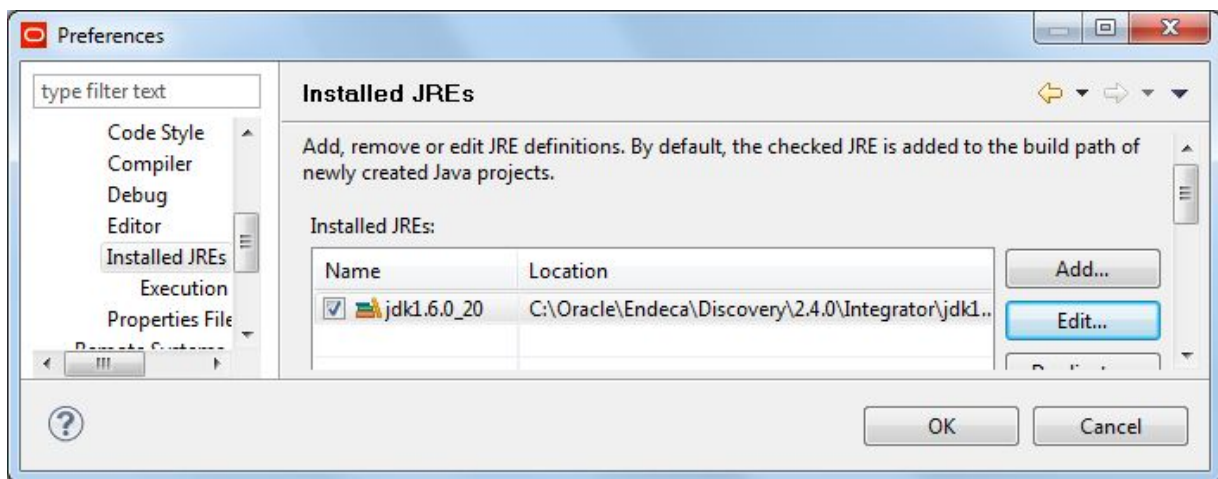 Preferences
type filter text
Code Style
Compiler
Debug
Editor
Installed JREs
Execution
Properties File
Installed JREs
Add, remove or edit JRE definitions. By default, the checked JRE is added to the build path of
newly created Java projects.
Installed JREs:
Name Location
jdk1.6.0_20 C:\Oracle\Endeca\Discovery\2.4.0\Integrator\jdk1..
Add...
Edit...
OK Cancel